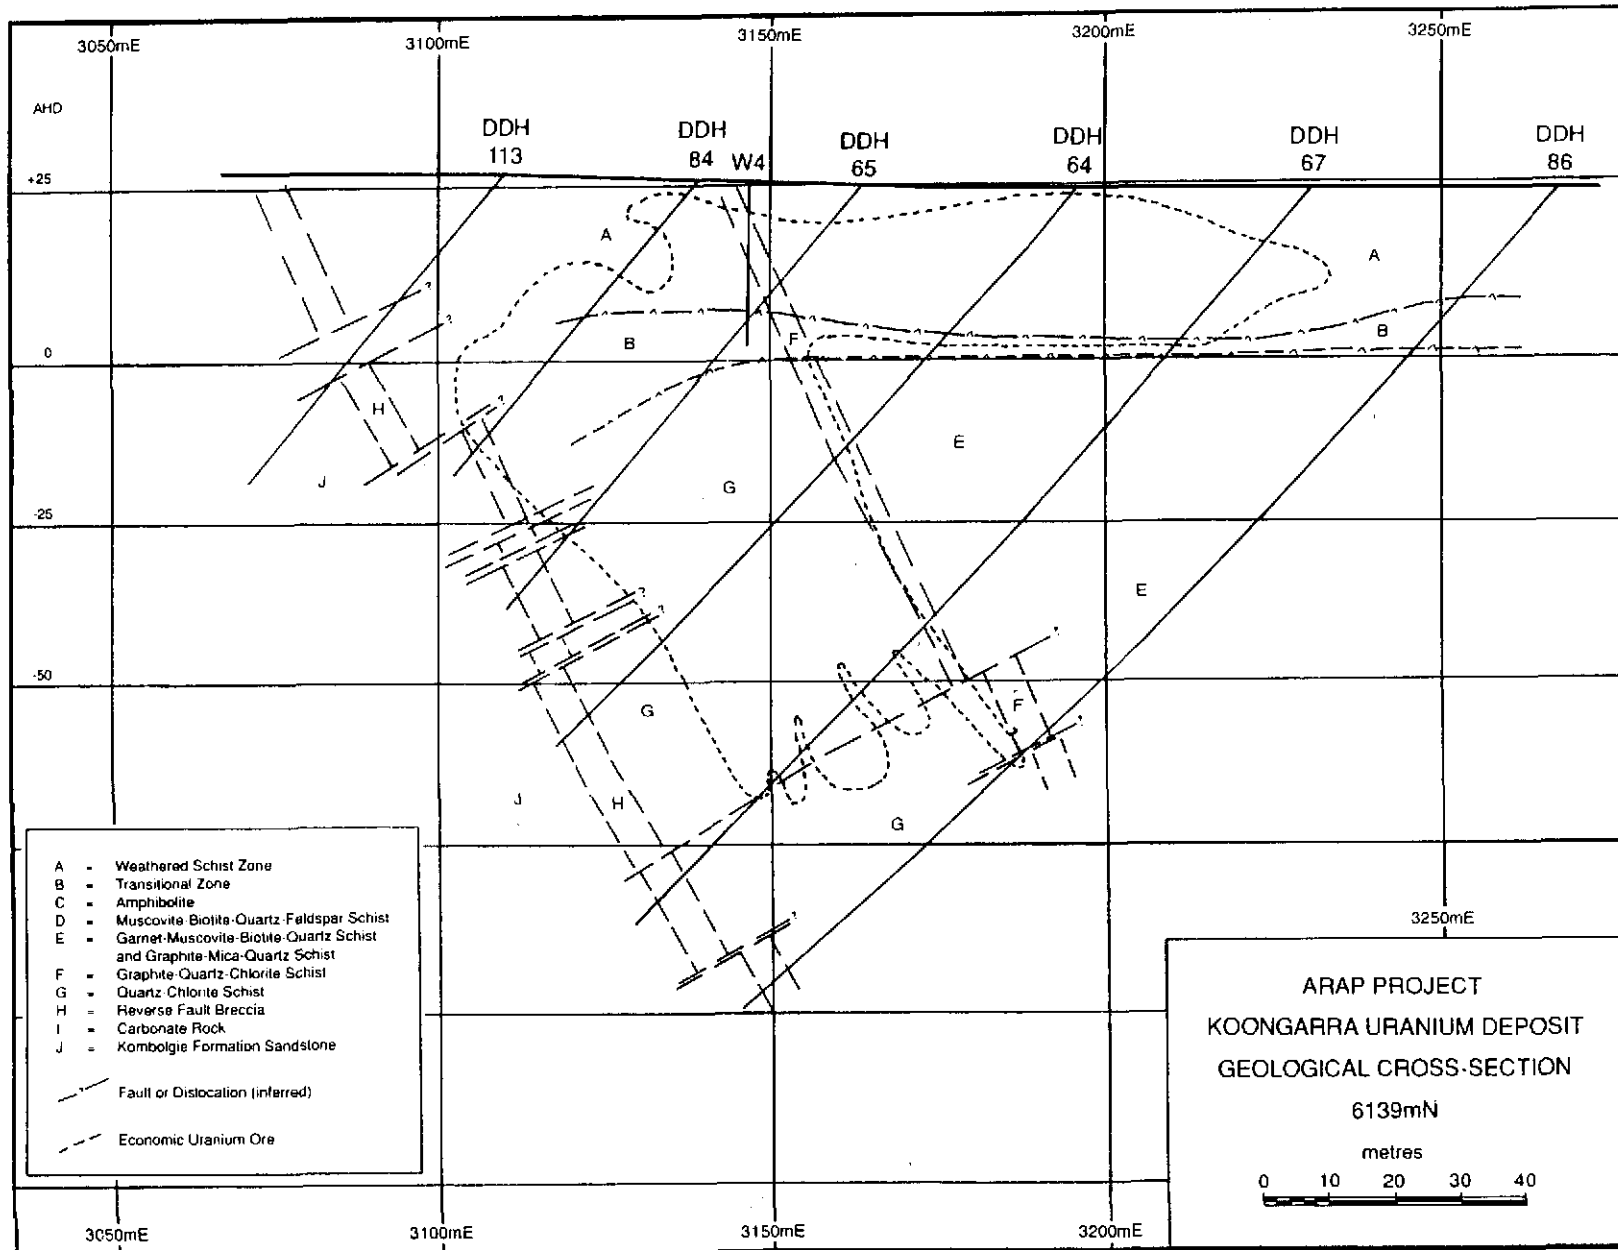 3050mE 3100mE 3150mE 3200mE 3250mE
AHD
DDH 113
DDH 84
W4
DDH 65
DDH 64
DDH 67
DDH 86
+25
A
A
B
F
B
0
H
E
J
G
-25
E
-50
G
F
J
H
G
A - Weathered Schist Zone
B - Transitional Zone
C = Amphibolite
D = Muscovite-Biotite-Quartz-Feldspar Schist
E = Garnet-Muscovite-Biotite-Quartz Schist
and Graphite-Mica-Quartz Schist
F = Graphite-Quartz-Chlorite Schist
G = Quartz-Chlorite Schist
H = Reverse Fault Breccia
I = Carbonate Rock
J = Kombolgie Formation Sandstone
Fault or Dislocation (inferred)
Economic Uranium Ore
3250mE
ARAP PROJECT
KOONGARRA URANIUM DEPOSIT
GEOLOGICAL CROSS-SECTION
6139mN
metres
0 10 20 30 40
3050mE 3100mE 3150mE 3200mE